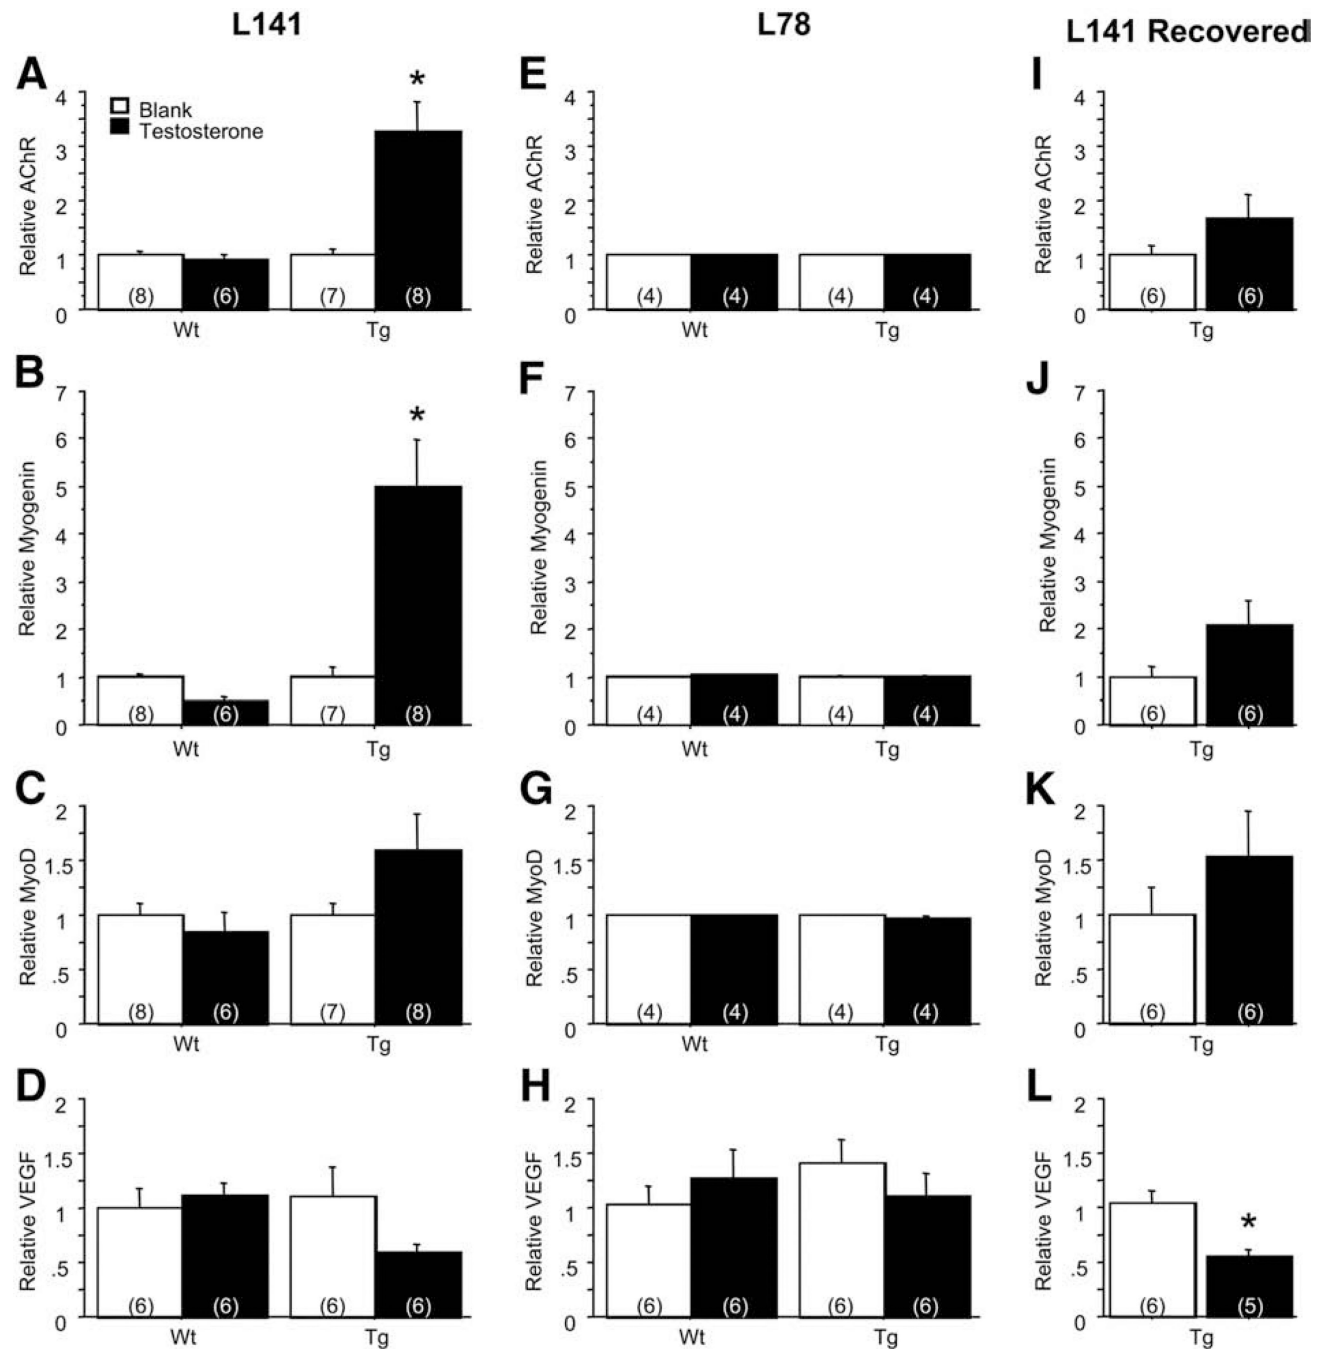 L141
L78
L141 Recovered
A
4
3
2
1
0
Relative AChR
Blank
Testosterone
*
(8)
(6)
(7)
(8)
Wt
Tg
E
4
3
2
1
0
Relative AChR
(4)
(4)
(4)
(4)
Wt
Tg
I
4
3
2
1
0
Relative AChR
(6)
(6)
Tg
B
7
6
5
4
3
2
1
0
Relative Myogenin
*
(8)
(6)
(7)
(8)
Wt
Tg
F
7
6
5
4
3
2
1
0
Relative Myogenin
(4)
(4)
(4)
(4)
Wt
Tg
J
7
6
5
4
3
2
1
0
Relative Myogenin
(6)
(6)
Tg
C
2
1.5
1
.5
0
Relative MyoD
(8)
(6)
(7)
(8)
Wt
Tg
G
2
1.5
1
.5
0
Relative MyoD
(4)
(4)
(4)
(4)
Wt
Tg
K
2
1.5
1
.5
0
Relative MyoD
(6)
(6)
Tg
D
2
1.5
1
.5
0
Relative VEGF
(6)
(6)
(6)
(6)
Wt
Tg
H
2
1.5
1
.5
0
Relative VEGF
(6)
(6)
(6)
(6)
Wt
Tg
L
2
1.5
1
.5
0
Relative VEGF
*
(6)
(5)
Tg